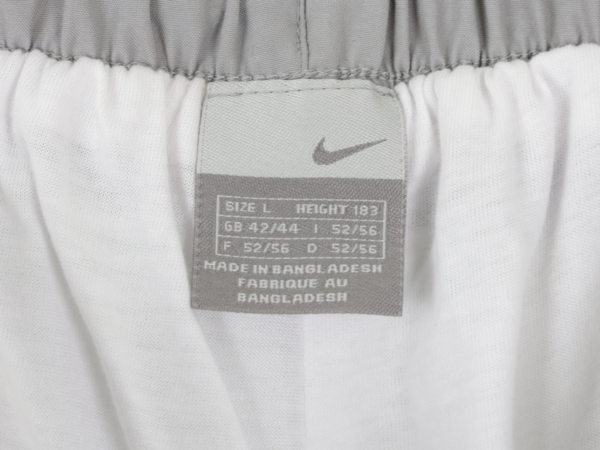 SIZE L HEIGHT 183
GB 42/44 I 52/56
F 52/56 D 52/56
MADE IN BANGLADESH
FABRIQUE AU
BANGLADESH